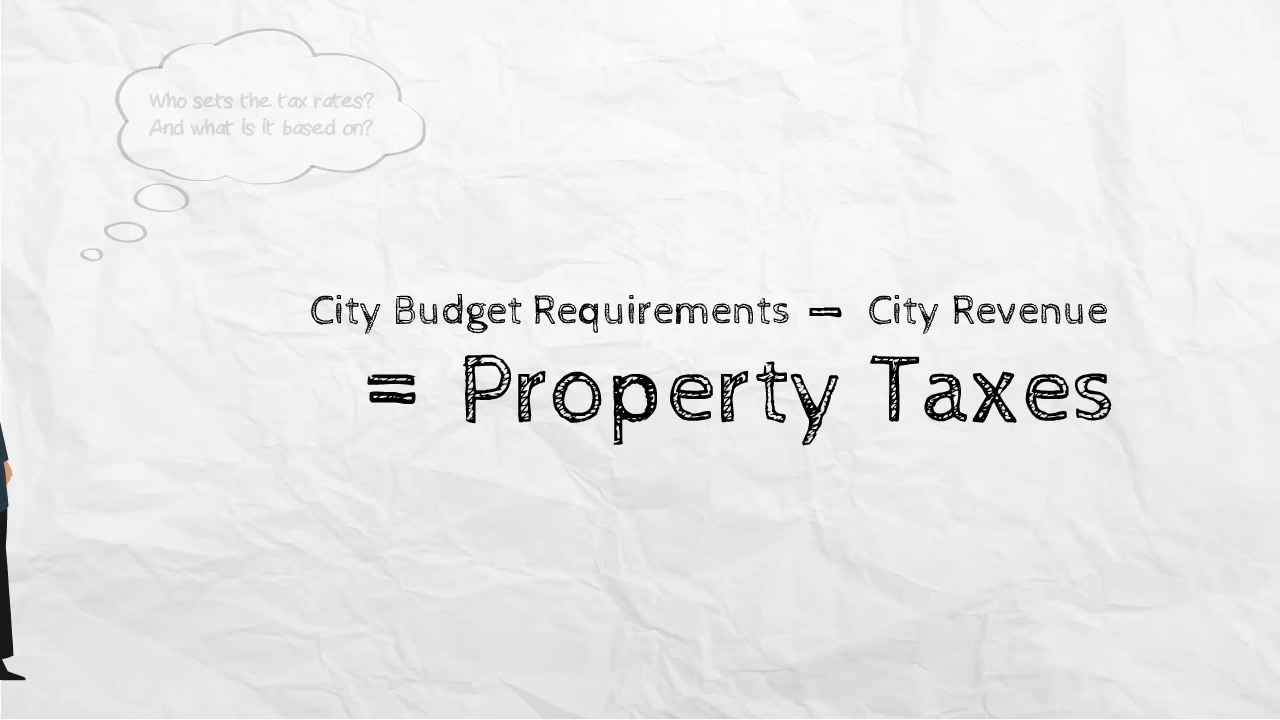 Who sets the tax rates?
And what is it based on?
City Budget Requirements – City Revenue
= Property Taxes